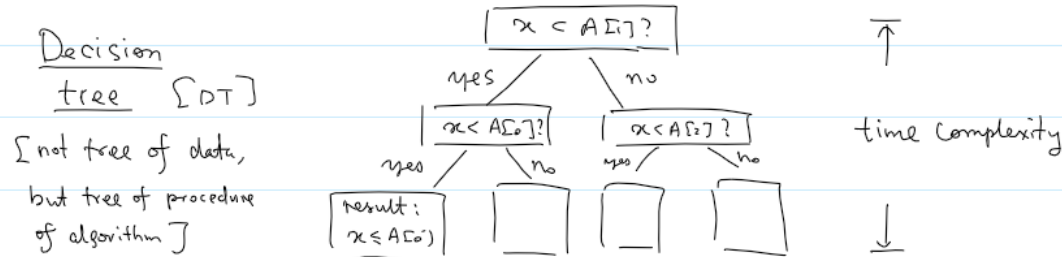 x < A[1]?
Decision
tree [DT]
[not tree of data,
but tree of procedure
of algorithm]
yes no
x < A[0]? x < A[2]?
yes no yes no
result:
x ≤ A[0]
time complexity